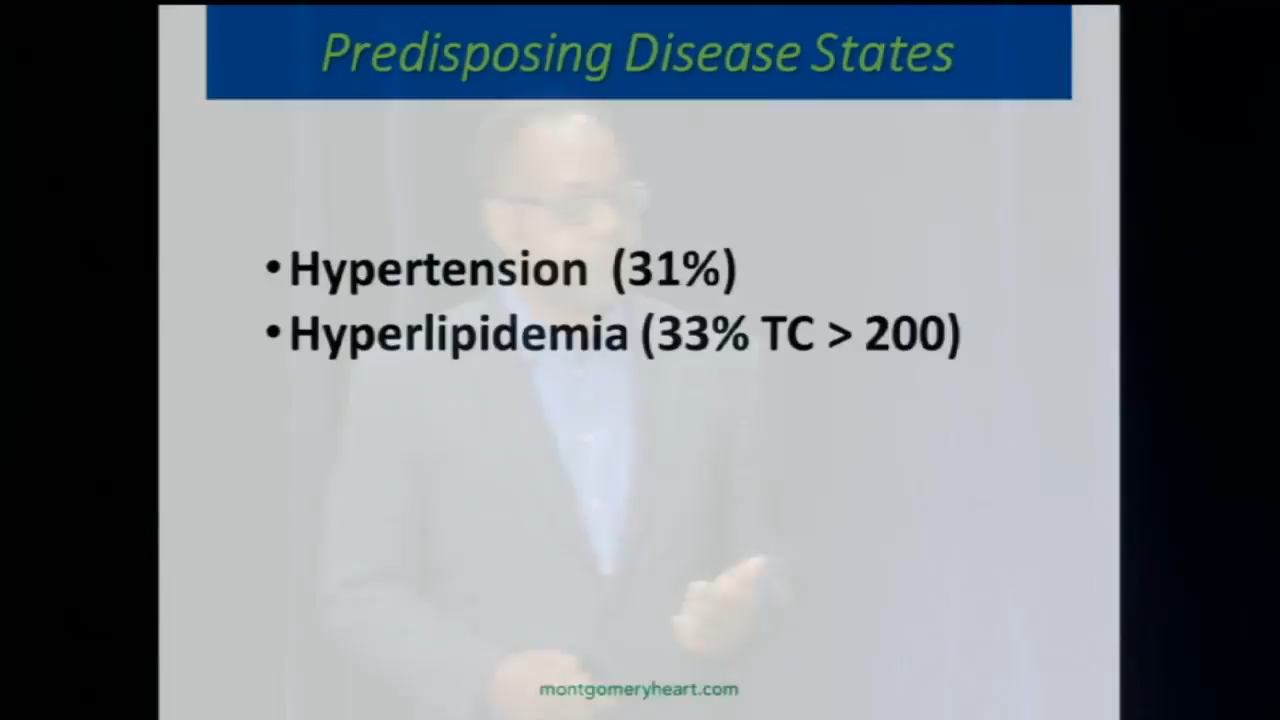 Predisposing Disease States
•Hypertension (31%)
•Hyperlipidemia (33% TC > 200)
montgomeryheart.com